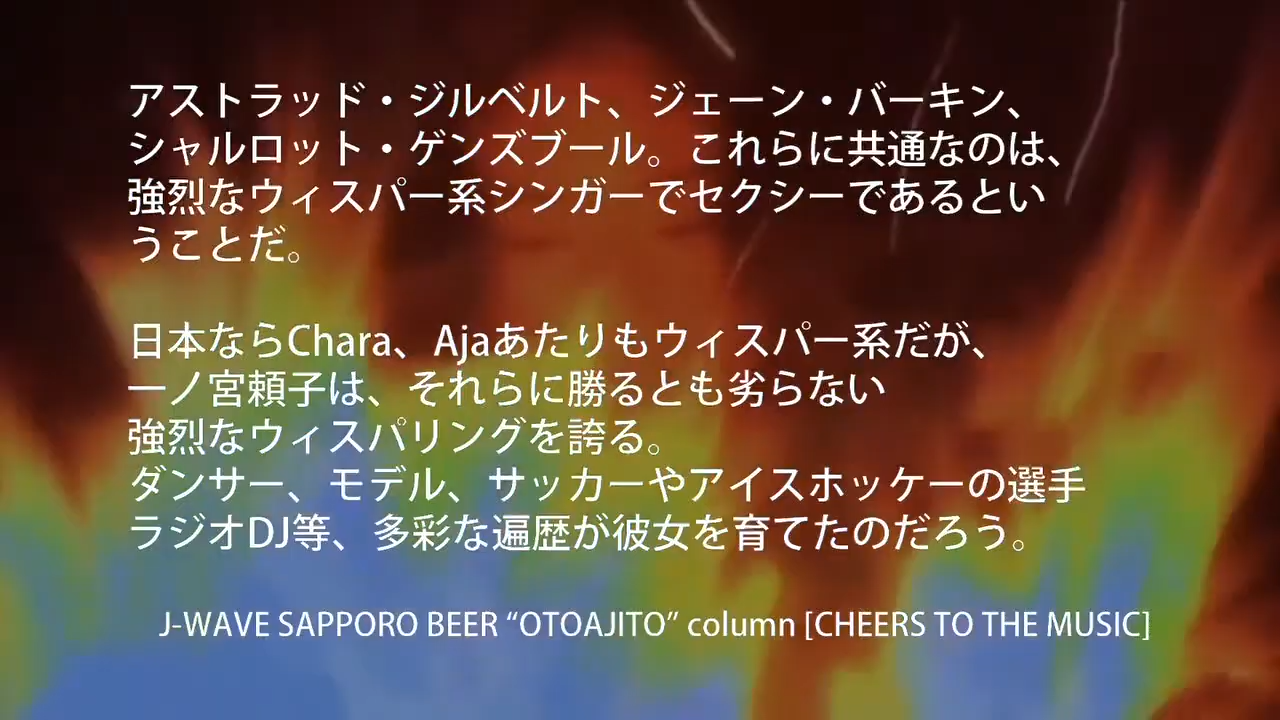 アストラッド・ジルベルト、ジェーン・バーキン、
シャルロット・ゲンズブール。これらに共通なのは、
強烈なウィスパー系シンガーでセクシーであるとい
うことだ。
日本ならChara、Ajaあたりもウィスパー系だが、
一ノ宮頼子は、それらに勝るとも劣らない
強烈なウィスパリングを誇る。
ダンサー、モデル、サッカーやアイスホッケーの選手
ラジオDJ等、多彩な遍歴が彼女を育てたのだろう。
J-WAVE SAPPORO BEER “OTOAJITO” column [CHEERS TO THE MUSIC]